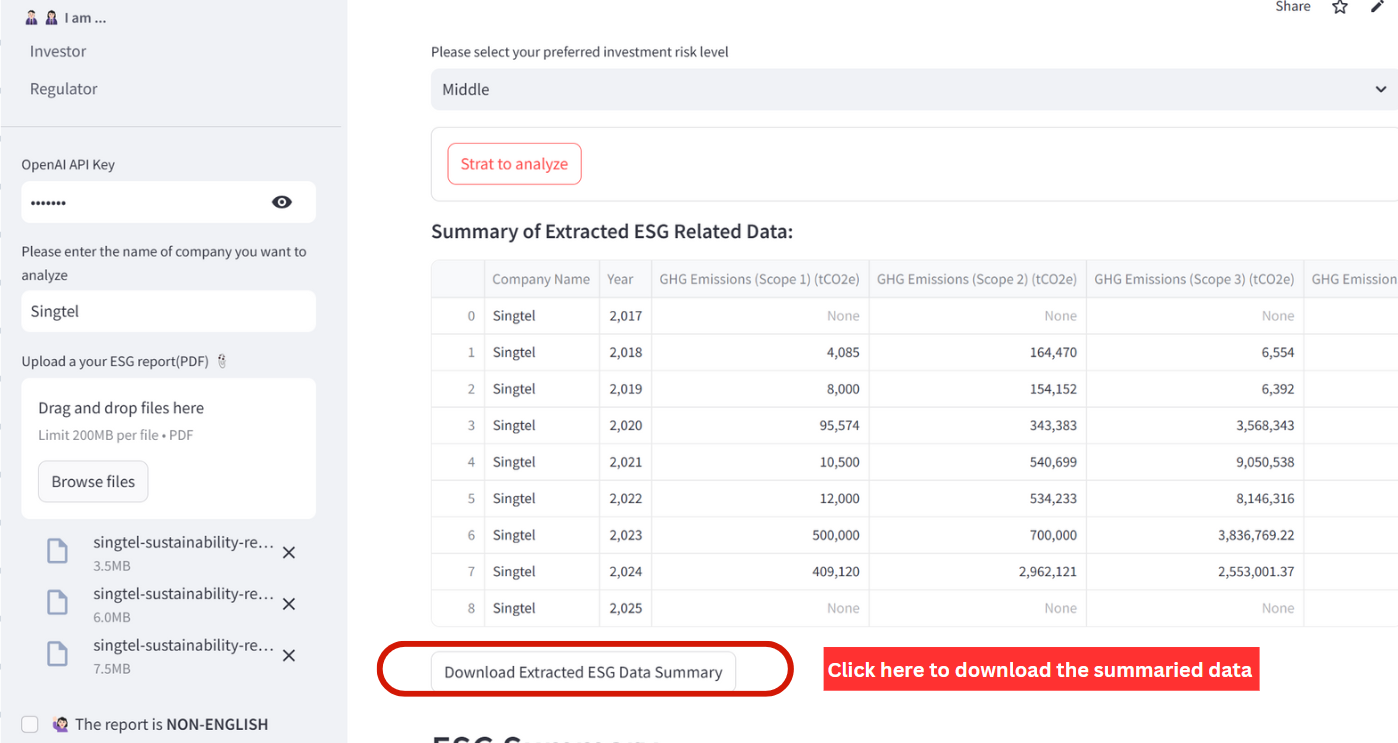 I am ...
Investor
Regulator
OpenAI API Key
•••••••
Please enter the name of company you want to
analyze
Singtel
Upload a your ESG report(PDF)
Drag and drop files here
Limit 200MB per file • PDF
Browse files
singtel-sustainability-re...
3.5MB
singtel-sustainability-re...
6.0MB
singtel-sustainability-re...
7.5MB
The report is NON-ENGLISH
Share
Please select your preferred investment risk level
Middle
Strat to analyze
Summary of Extracted ESG Related Data:
Company Name Year GHG Emissions (Scope 1) (tCO2e) GHG Emissions (Scope 2) (tCO2e) GHG Emissions (Scope 3) (tCO2e) GHG Emission
0 Singtel 2,017 None None None
1 Singtel 2,018 4,085 164,470 6,554
2 Singtel 2,019 8,000 154,152 6,392
3 Singtel 2,020 95,574 343,383 3,568,343
4 Singtel 2,021 10,500 540,699 9,050,538
5 Singtel 2,022 12,000 534,233 8,146,316
6 Singtel 2,023 500,000 700,000 3,836,769.22
7 Singtel 2,024 409,120 2,962,121 2,553,001.37
8 Singtel 2,025 None None None
Download Extracted ESG Data Summary
Click here to download the summaried data
ESG Summary